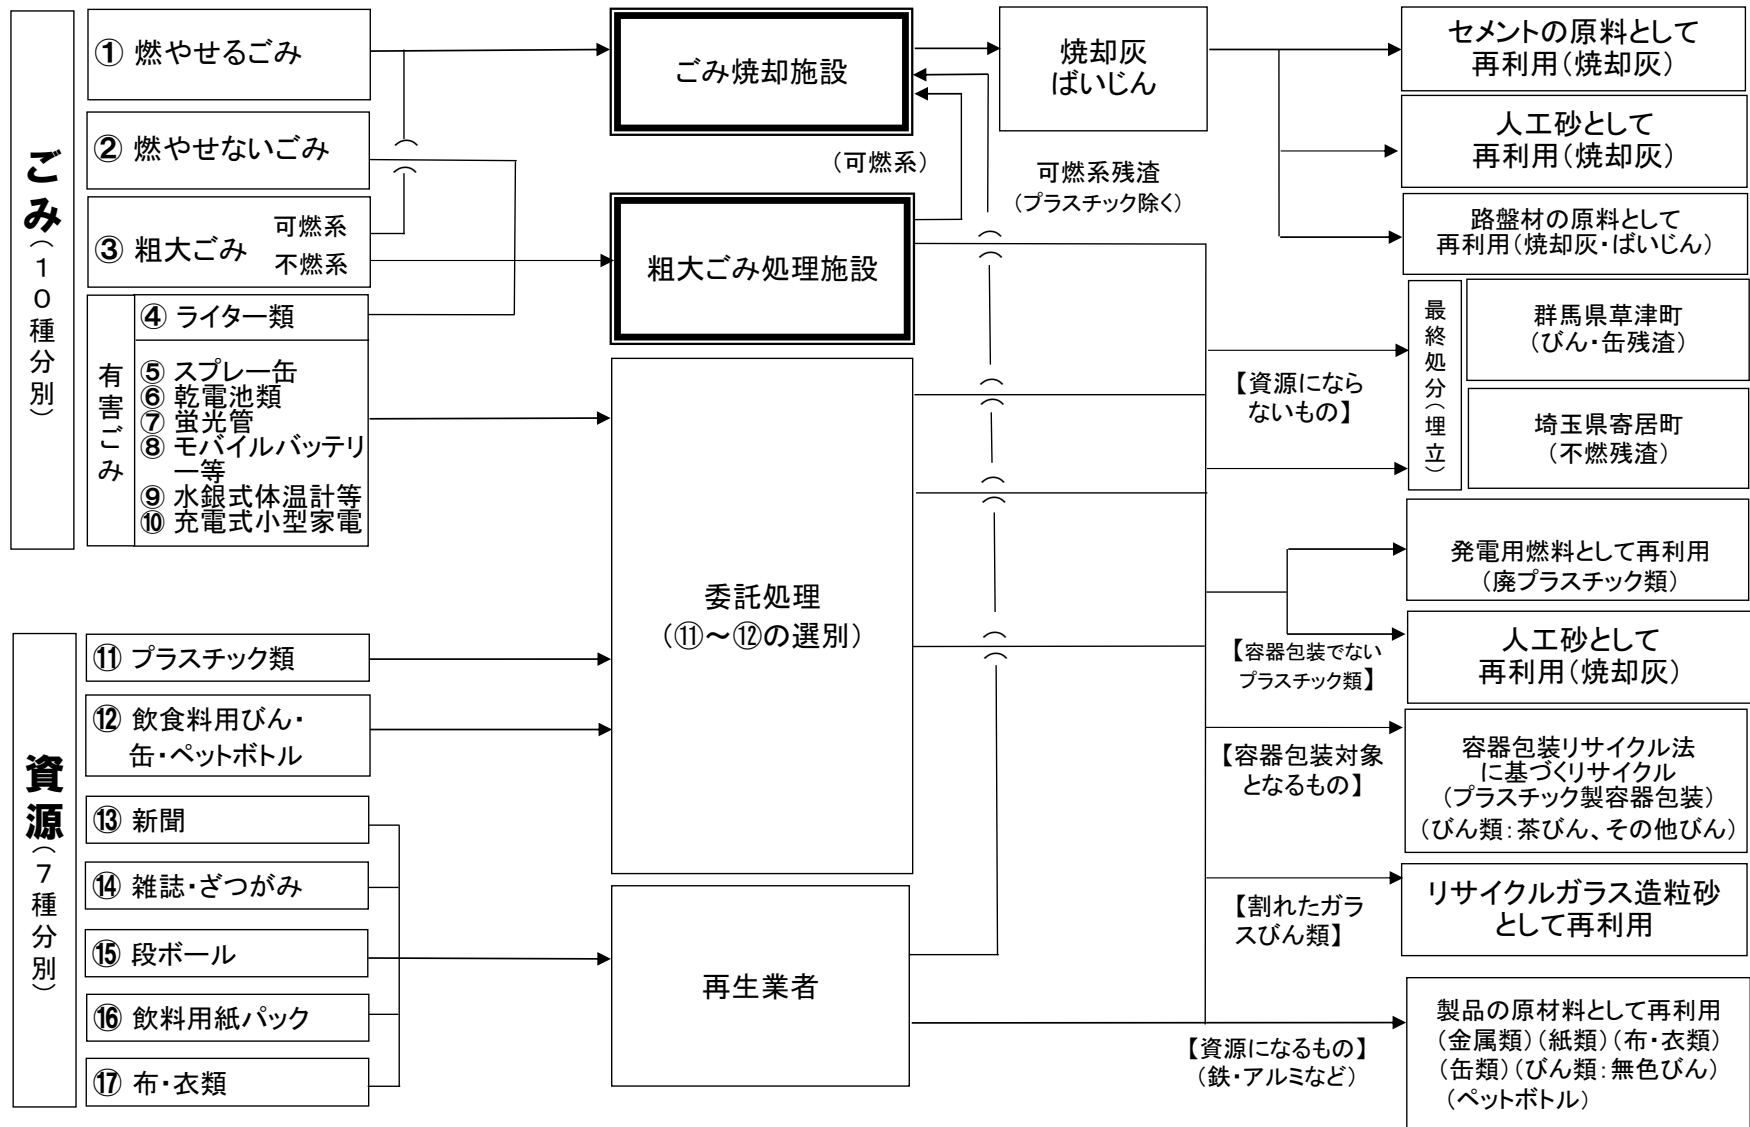 ごみ(10種分別)
① 燃やせるごみ
② 燃やせないごみ
③ 粗大ごみ
可燃系
不燃系
有害ごみ
④ ライター類
⑤ スプレー缶
⑥ 乾電池類
⑦ 蛍光管
⑧ モバイルバッテリ
ー等
⑨ 水銀式体温計等
⑩ 充電式小型家電
資源(7種分別)
⑪ プラスチック類
⑫ 飲食料用びん・
缶・ペットボトル
⑬ 新聞
⑭ 雑誌・ざつがみ
⑮ 段ボール
⑯ 飲料用紙パック
⑰ 布・衣類
ごみ焼却施設
(可燃系)
粗大ごみ処理施設
委託処理
(⑪~⑫の選別)
再生業者
焼却灰
ばいじん
可燃系残渣
(プラスチック除く)
【資源になら
ないもの】
【容器包装でない
プラスチック類】
【容器包装対象
となるもの】
【割れたガラ
スびん類】
【資源になるもの】
(鉄・アルミなど)
セメントの原料として
再利用(焼却灰)
人工砂として
再利用(焼却灰)
路盤材の原料として
再利用(焼却灰・ばいじん)
最終処分(埋立)
群馬県草津町
(びん・缶残渣)
埼玉県寄居町
(不燃残渣)
発電用燃料として再利用
(廃プラスチック類)
人工砂として
再利用(焼却灰)
容器包装リサイクル法
に基づくリサイクル
(プラスチック製容器包装)
(びん類:茶びん、その他びん)
リサイクルガラス造粒砂
として再利用
製品の原材料として再利用
(金属類)(紙類)(布・衣類)
(缶類)(びん類:無色びん)
(ペットボトル)